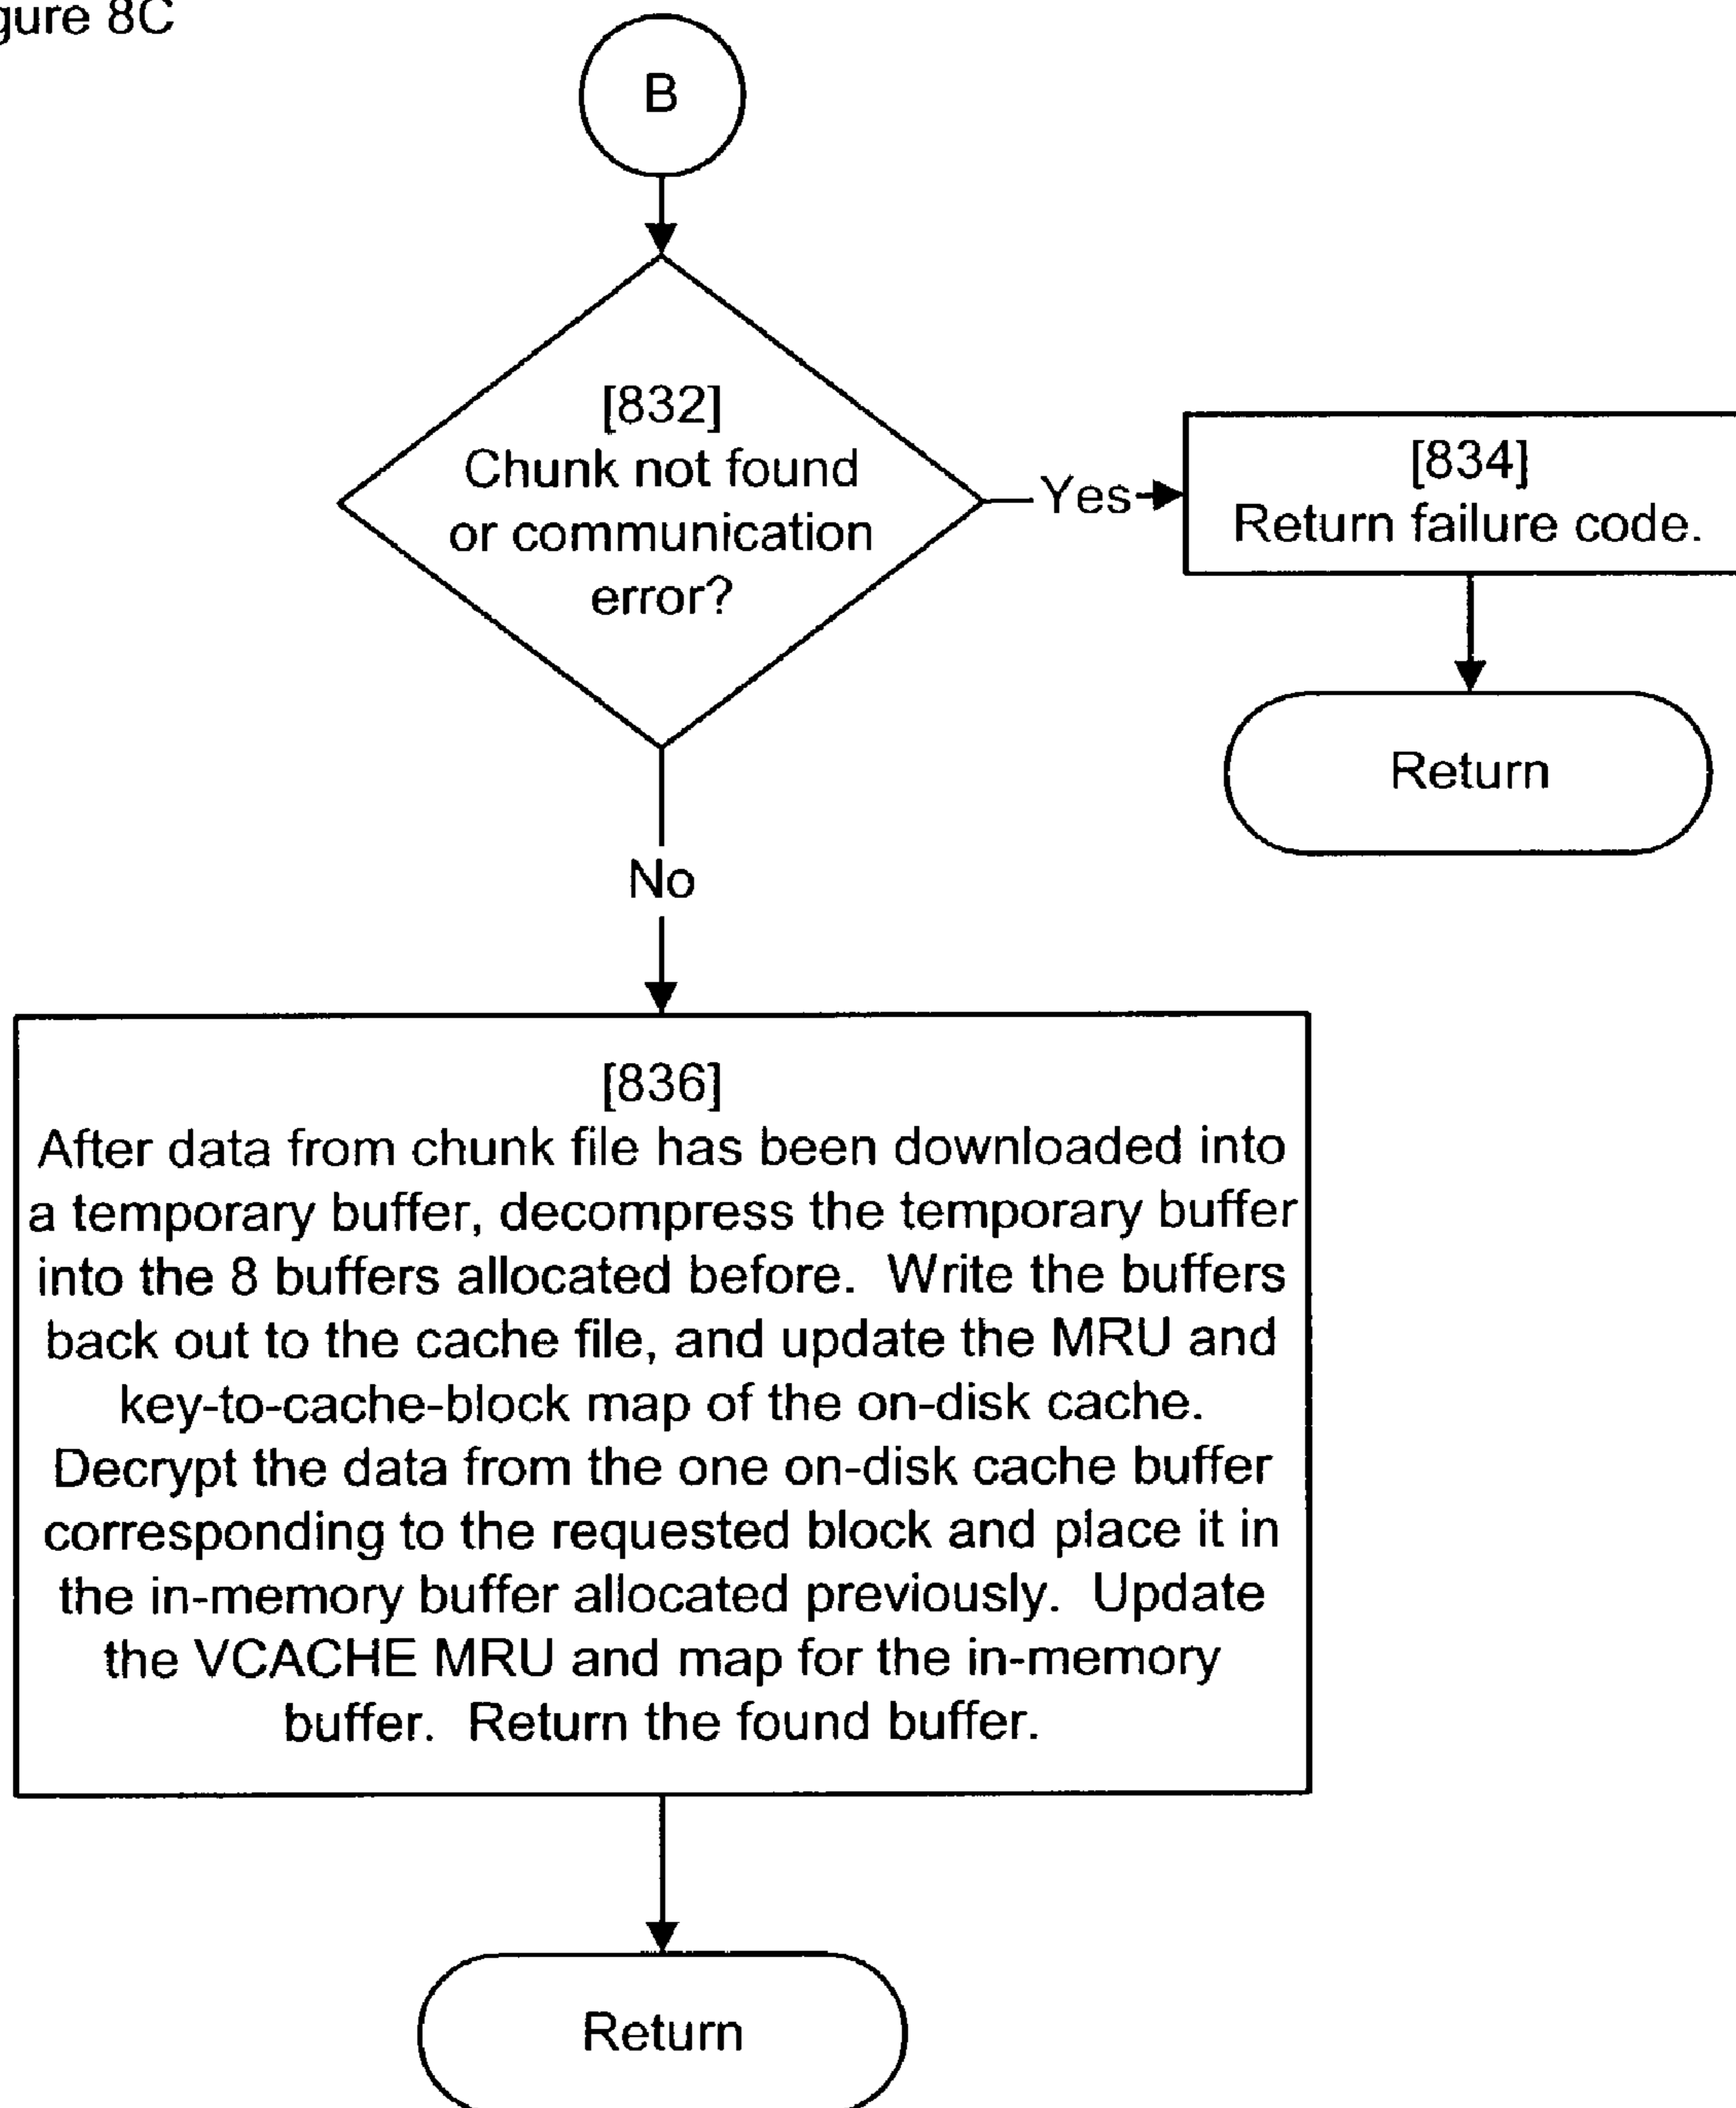 gure 8C
B
[832]
Chunk not found
or communication
error?
Yes
[834]
Return failure code.
Return
No
[836]
After data from chunk file has been downloaded into
a temporary buffer, decompress the temporary buffer
into the 8 buffers allocated before.  Write the buffers
back out to the cache file, and update the MRU and
key-to-cache-block map of the on-disk cache.
Decrypt the data from the one on-disk cache buffer
corresponding to the requested block and place it in
the in-memory buffer allocated previously.  Update
the VCACHE MRU and map for the in-memory
buffer.  Return the found buffer.
Return